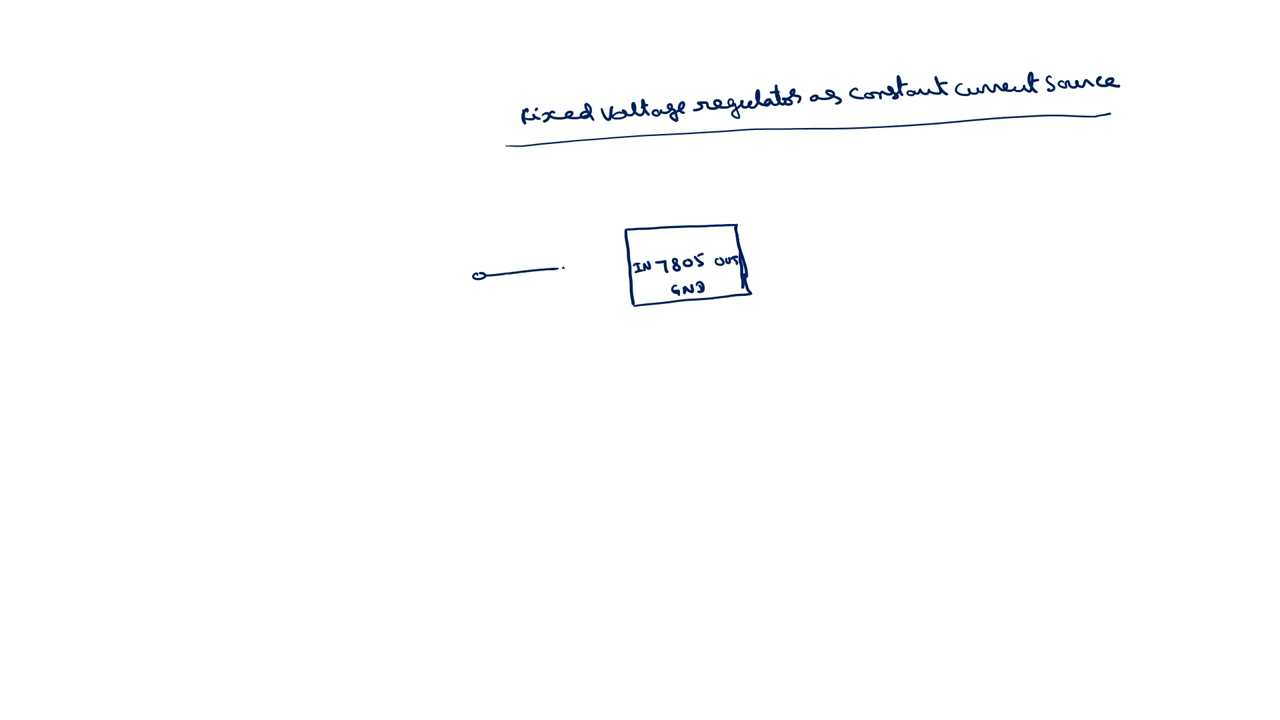 Fixed voltage regulator as constant current source
IN 7805 OUT
GND